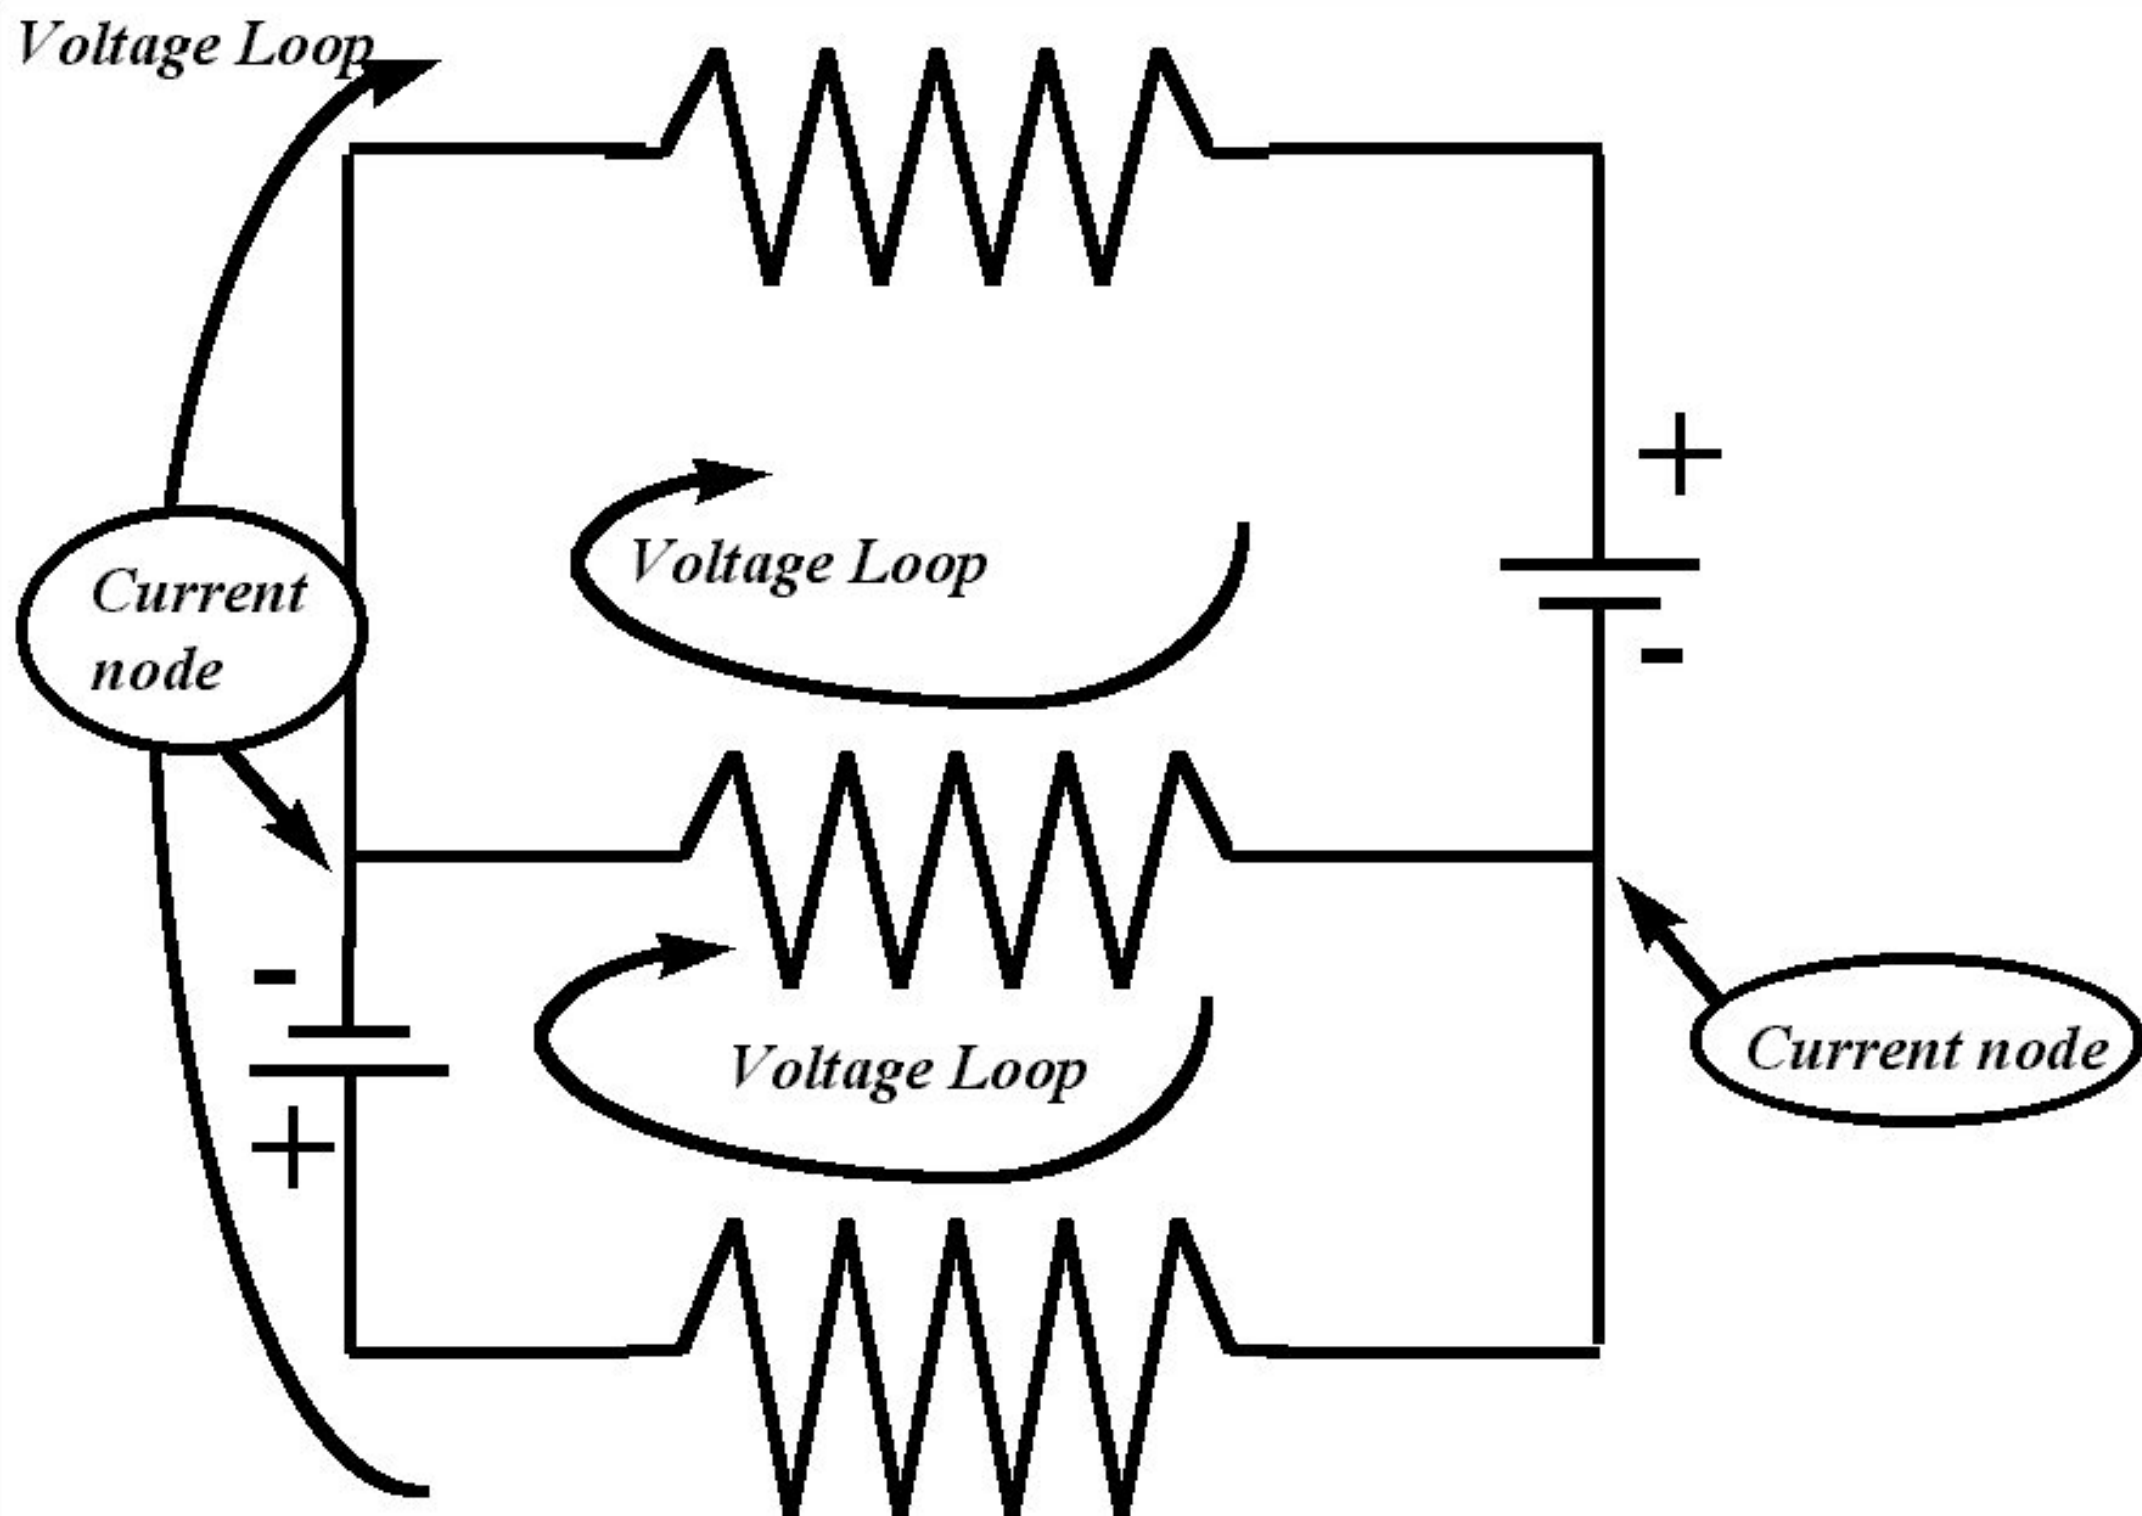 Voltage Loop
+
Voltage Loop
Current
node
-
-
Voltage Loop
Current node
+